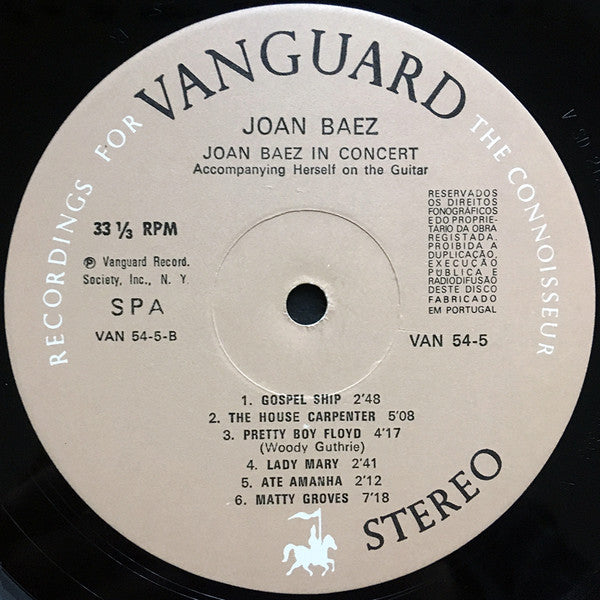 RECORDINGS FOR VANGUARD THE CONNOISSEUR
JOAN BAEZ
JOAN BAEZ IN CONCERT
Accompanying Herself on the Guitar
33 ⅓ RPM
℗ Vanguard Record.
Society, Inc., N. Y.
SPA
VAN 54-5-B
RESERVADOS
OS DIREITOS
FONOGRÁFICOS
E DO PROPRIE-
TÁRIO DA OBRA
REGISTRADA.
PROIBIDA A
DUPLICAÇÃO,
EXECUÇÃO
PÚBLICA E
RADIODIFUSÃO
DESTE DISCO
FABRICADO
EM PORTUGAL
VAN 54-5
1. GOSPEL SHIP 2'48
2. THE HOUSE CARPENTER 5'08
3. PRETTY BOY FLOYD 4'17
(Woody Guthrie)
4. LADY MARY 2'41
5. ATE AMANHA 2'12
6. MATTY GROVES 7'18
STEREO